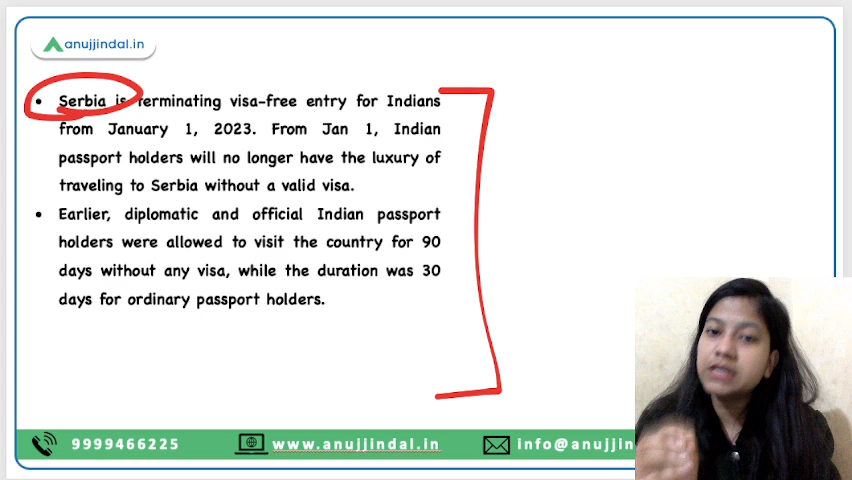 anujjindal.in
• Serbia is terminating visa-free entry for Indians
from January 1, 2023. From Jan 1, Indian
passport holders will no longer have the luxury of
traveling to Serbia without a valid visa.
• Earlier, diplomatic and official Indian passport
holders were allowed to visit the country for 90
days without any visa, while the duration was 30
days for ordinary passport holders.
9999466225
www.anujjindal.in
info@anujjin